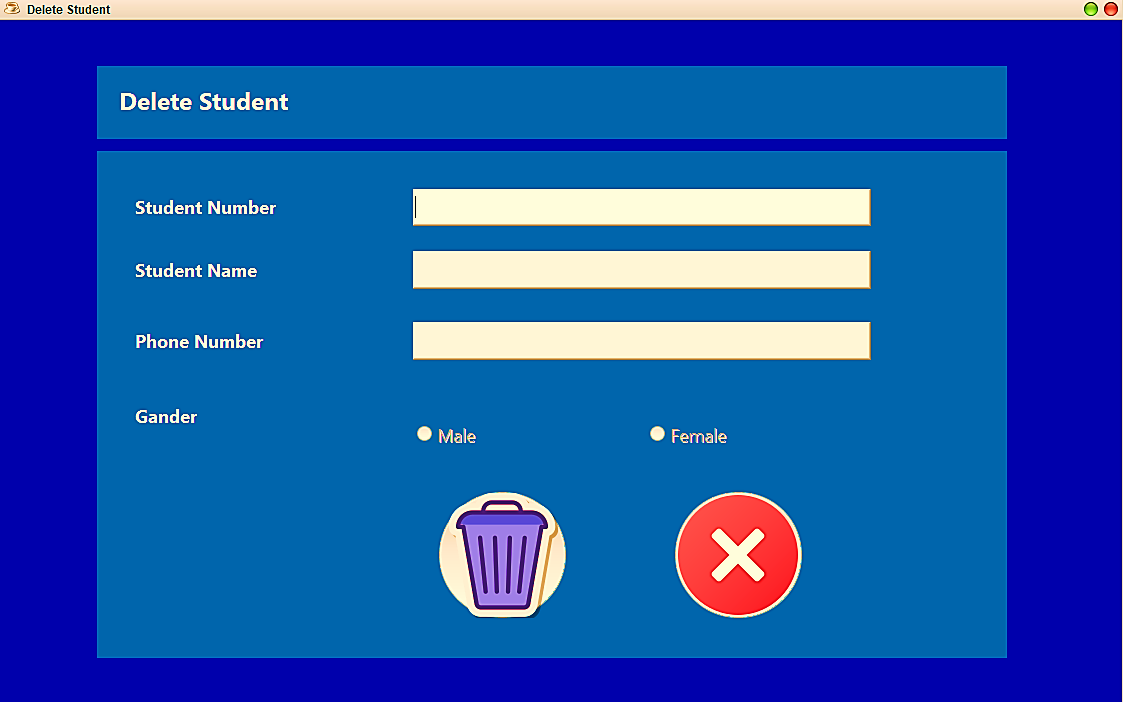 Delete Student
Delete Student
Student Number
Student Name
Phone Number
Gander
Male Female